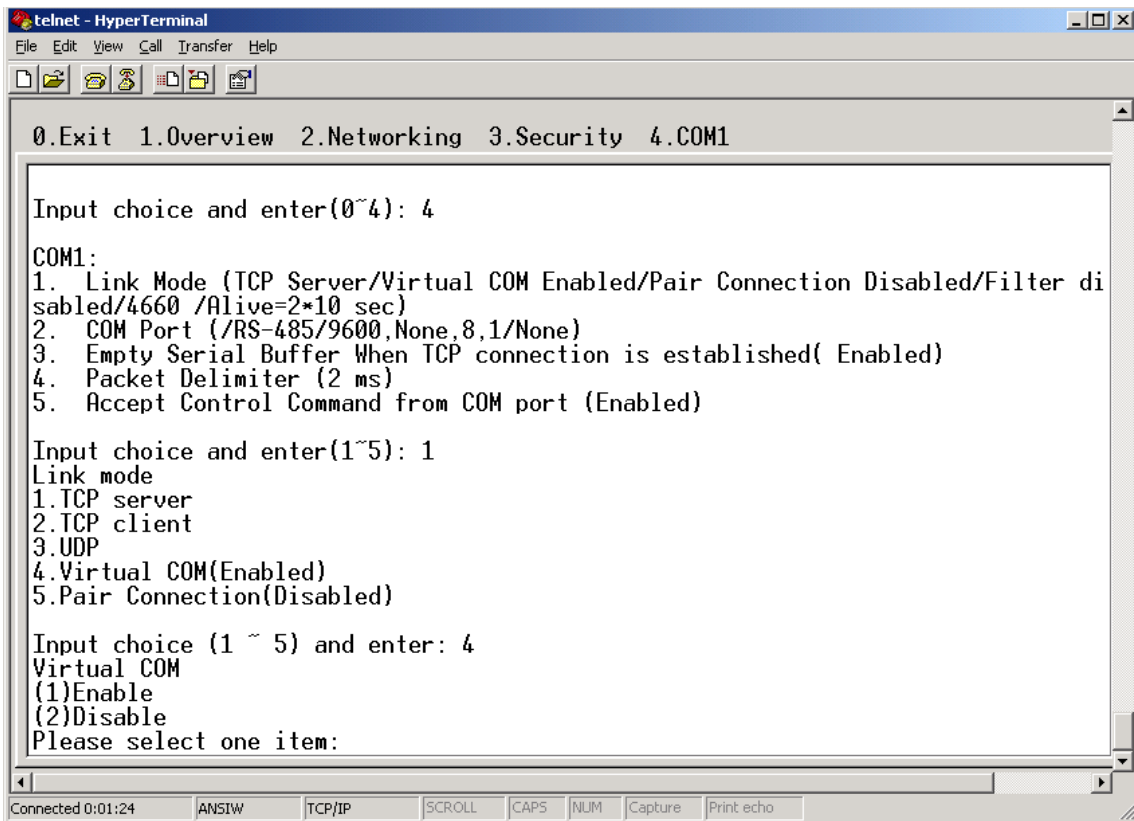 telnet - HyperTerminal
File Edit View Call Transfer Help
0.Exit 1.Overview 2.Networking 3.Security 4.COM1
Input choice and enter(0~4): 4
COM1:
1. Link Mode (TCP Server/Virtual COM Enabled/Pair Connection Disabled/Filter di
sabled/4660 /Alive=2*10 sec)
2. COM Port (/RS-485/9600,None,8,1/None)
3. Empty Serial Buffer When TCP connection is established( Enabled)
4. Packet Delimiter (2 ms)
5. Accept Control Command from COM port (Enabled)
Input choice and enter(1~5): 1
Link mode
1.TCP server
2.TCP client
3.UDP
4.Virtual COM(Enabled)
5.Pair Connection(Disabled)
Input choice (1 ~ 5) and enter: 4
Virtual COM
(1)Enable
(2)Disable
Please select one item:
Connected 0:01:24 ANSIW TCP/IP SCROLL CAPS NUM Capture Print echo